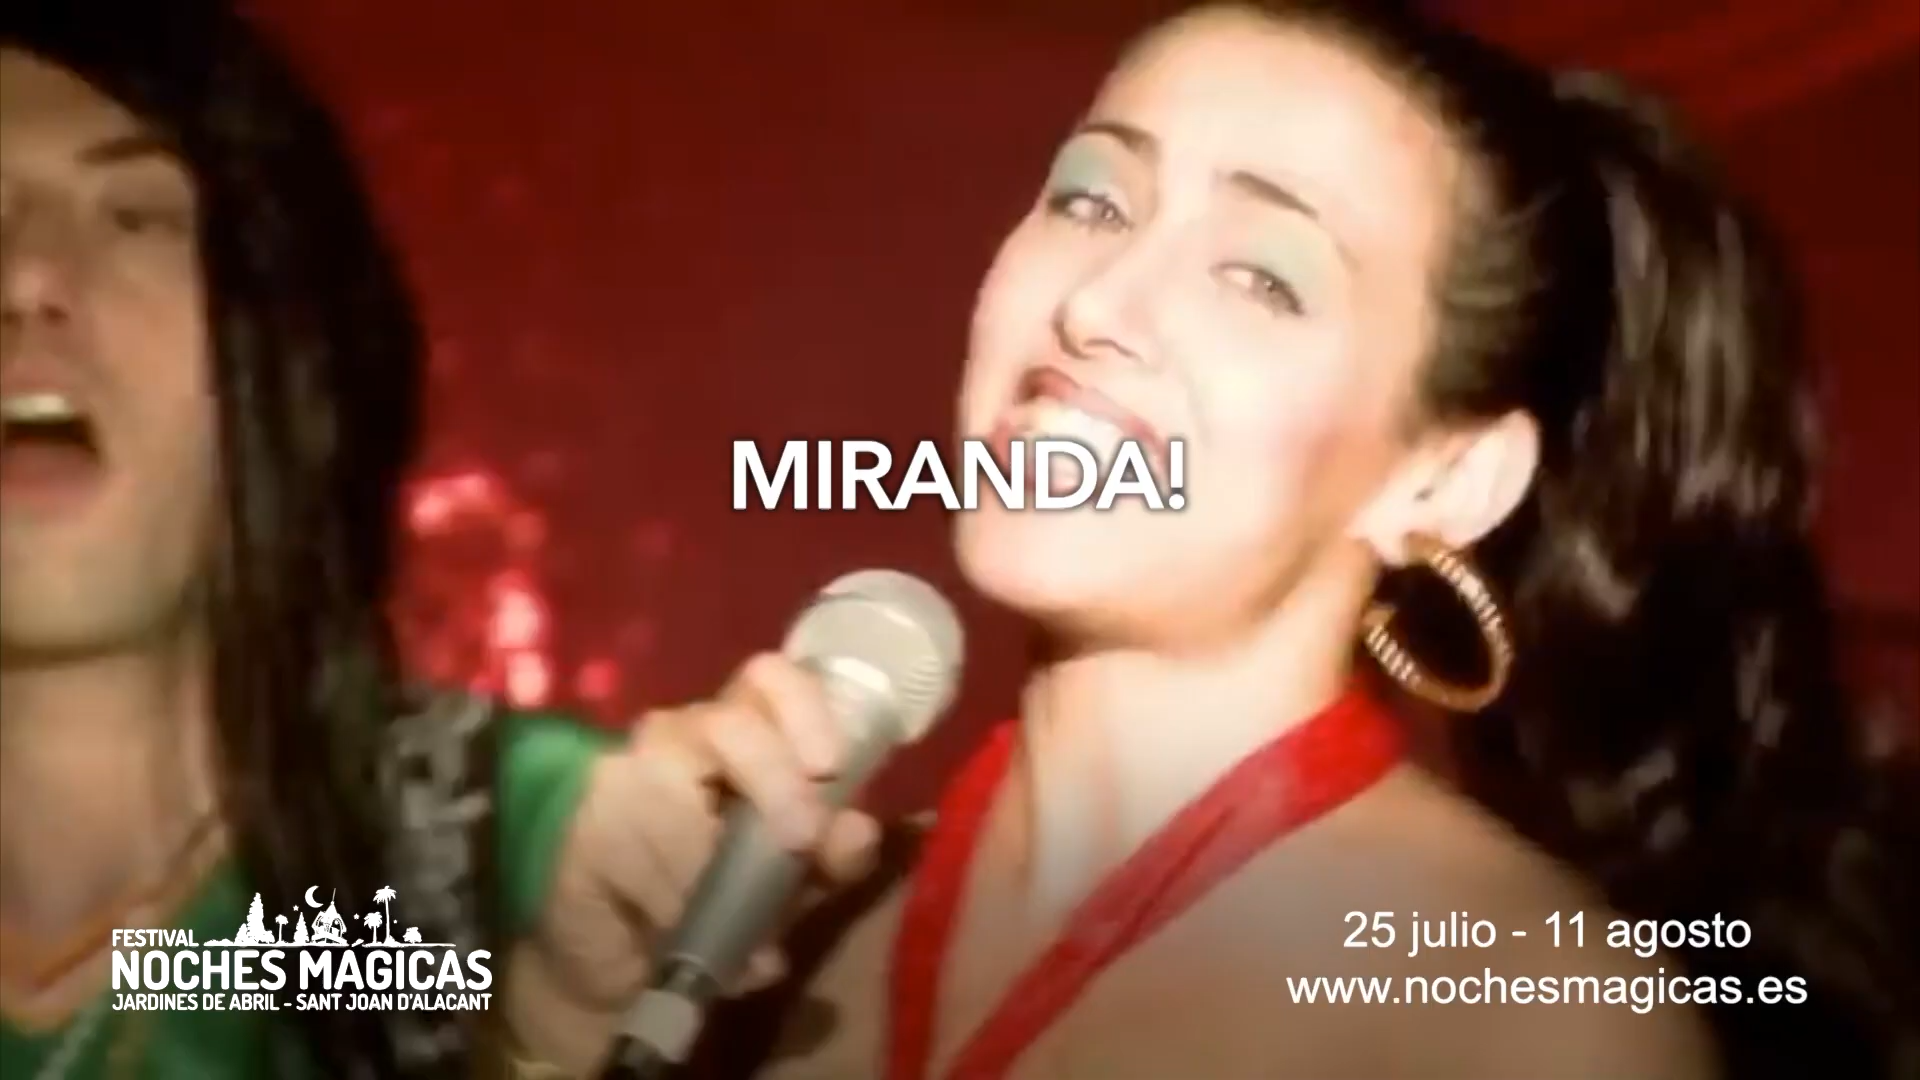 MIRANDA!
FESTIVAL
NOCHES MAGICAS
JARDINES DE ABRIL - SANT JOAN D'ALACANT
25 julio - 11 agosto
www.nochesmagicas.es